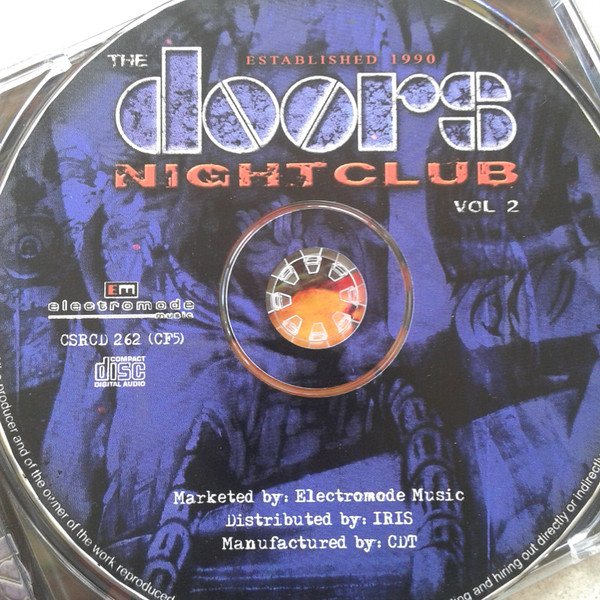 THE
ESTABLISHED 1990
doors
NIGHTCLUB
VOL 2
Em
electromode
music
CSRCD 262 (CF5)
COMPACT
disc
DIGITAL AUDIO
Marketed by: Electromode Music
Distributed by: IRIS
Manufactured by: CDT
producer and of the owner of the work reproduced
and hiring out directly or indirectly